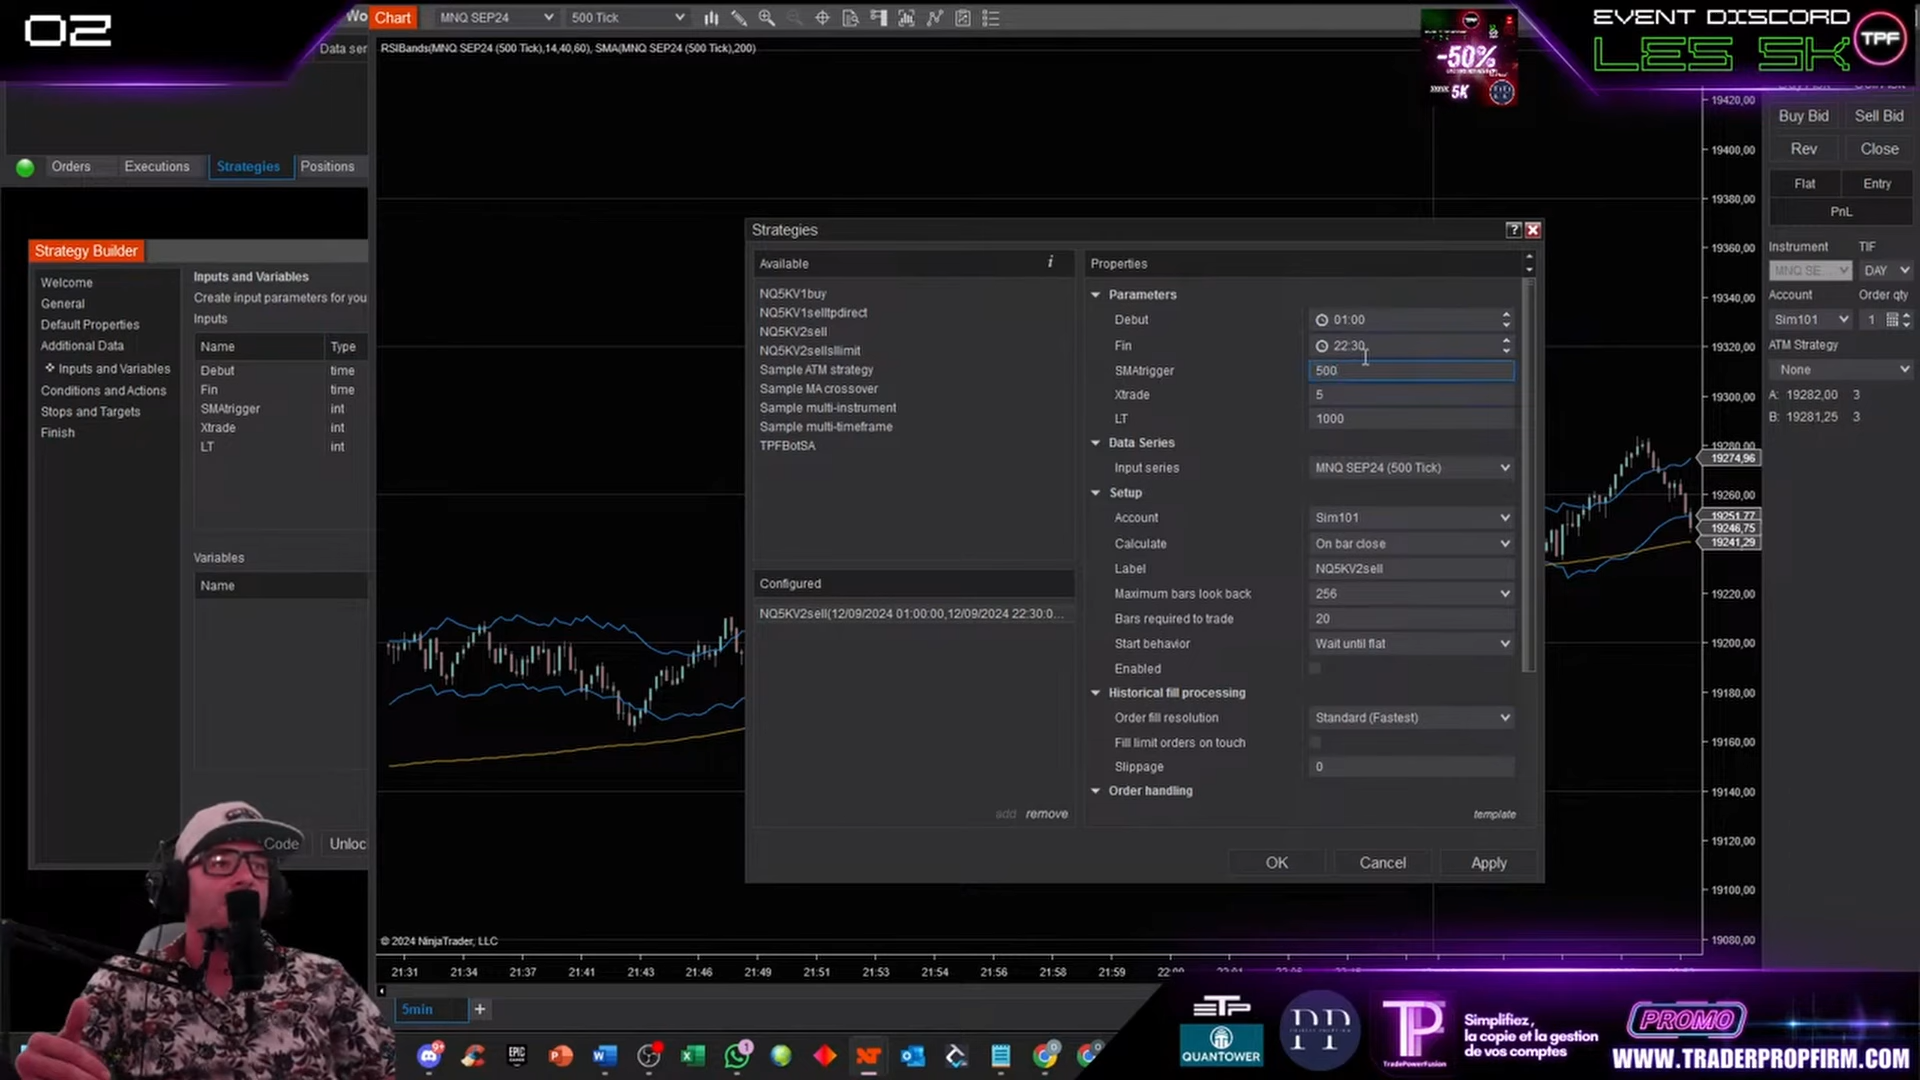 02
Wo
Chart
MNQ SEP24
500 Tick
EVENT DISCORD
LES 5K
TPF
-50%
5K
Data ser
RSIBands(MNQ SEP24 (500 Tick),14,40,60), SMA(MNQ SEP24 (500 Tick),200)
Orders
Executions
Strategies
Positions
Strategy Builder
Welcome
General
Default Properties
Additional Data
Inputs and Variables
Conditions and Actions
Stops and Targets
Finish
Inputs and Variables
Create input parameters for you
Inputs
Name
Type
Debut
time
Fin
time
SMAtrigger
int
Xtrade
int
LT
int
Variables
Name
Code
Unloc
Strategies
?
Available
i
NQ5KV1buy
NQ5KV1selltpdirect
NQ5KV2sell
NQ5KV2sellsllimit
Sample ATM strategy
Sample MA crossover
Sample multi-instrument
Sample multi-timeframe
TPFBotSA
Configured
NQ5KV2sell(12/09/2024 01:00:00,12/09/2024 22:30:0...
add
remove
Properties
Parameters
Debut
01:00
Fin
22:30
SMAtrigger
500
Xtrade
5
LT
1000
Data Series
Input series
MNQ SEP24 (500 Tick)
Setup
Account
Sim101
Calculate
On bar close
Label
NQ5KV2sell
Maximum bars look back
256
Bars required to trade
20
Start behavior
Wait until flat
Enabled
Historical fill processing
Order fill resolution
Standard (Fastest)
Fill limit orders on touch
Slippage
0
Order handling
template
OK
Cancel
Apply
19420,00
19400,00
19380,00
19360,00
19340,00
19320,00
19300,00
19280,00
19274,96
19260,00
19251,77
19246,75
19241,29
19220,00
19200,00
19180,00
19160,00
19140,00
19120,00
19100,00
19080,00
Buy Bid
Sell Bid
Rev
Close
Flat
Entry
PnL
Instrument
TIF
MNQ SE...
DAY
Account
Order qty
Sim101
1
ATM Strategy
None
A: 19282,00 3
B: 19281,25 3
© 2024 NinjaTrader, LLC
21:31
21:34
21:37
21:41
21:43
21:46
21:49
21:51
21:53
21:54
21:56
21:58
21:59
5min
+
EPIC
GAMES
1
ETP
QUANTOWER
PP
TP
TradePowerFusion
Simplifiez,
la copie et la gestion
de vos comptes
PROMO
WWW.TRADERPROPFIRM.COM